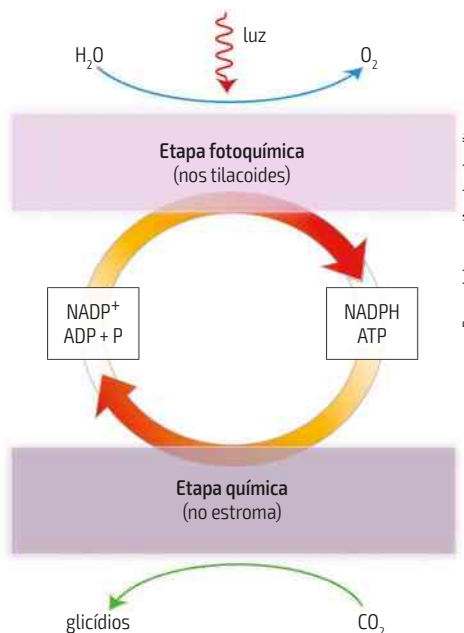 luz
H₂O
O₂
Etapa fotoquímica
(nos tilacoides)
NADP⁺
ADP + P
NADPH
ATP
Etapa química
(no estroma)
glicídios
CO₂